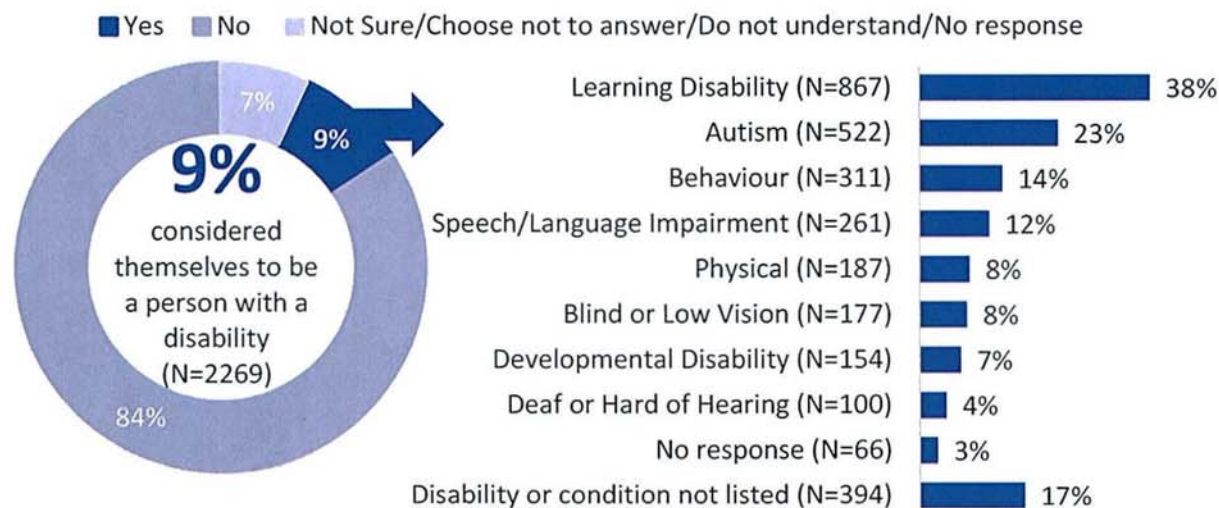 Yes No Not Sure/Choose not to answer/Do not understand/No response
7%
9%
84%
9%
considered
themselves to be
a person with a
disability
(N=2269)
Learning Disability (N=867) 38%
Autism (N=522) 23%
Behaviour (N=311) 14%
Speech/Language Impairment (N=261) 12%
Physical (N=187) 8%
Blind or Low Vision (N=177) 8%
Developmental Disability (N=154) 7%
Deaf or Hard of Hearing (N=100) 4%
No response (N=66) 3%
Disability or condition not listed (N=394) 17%